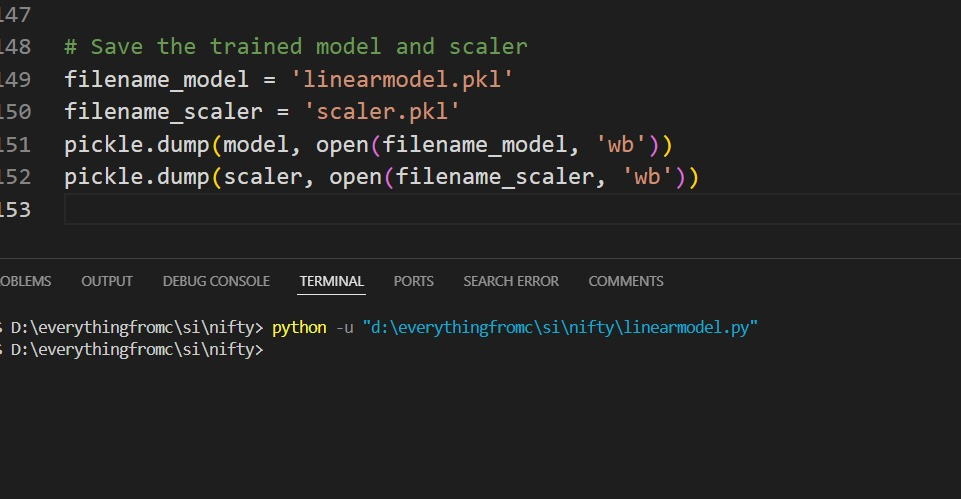 147
148 # Save the trained model and scaler
149 filename_model = 'linearmodel.pkl'
150 filename_scaler = 'scaler.pkl'
151 pickle.dump(model, open(filename_model, 'wb'))
152 pickle.dump(scaler, open(filename_scaler, 'wb'))
153
OBLEMS OUTPUT DEBUG CONSOLE TERMINAL PORTS SEARCH ERROR COMMENTS
S D:\everythingfromc\si\nifty> python -u "d:\everythingfromc\si\nifty\linearmodel.py"
S D:\everythingfromc\si\nifty>